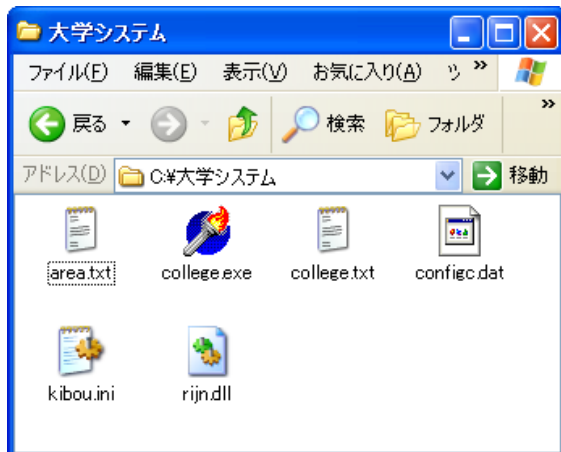 大学システム
ファイル(F) 編集(E) 表示(V) お気に入り(A) ツ »
戻る 検索 フォルダ »
アドレス(D) C:¥大学システム 移動
area.txt college.exe college.txt configc.dat
kibou.ini rijn.dll